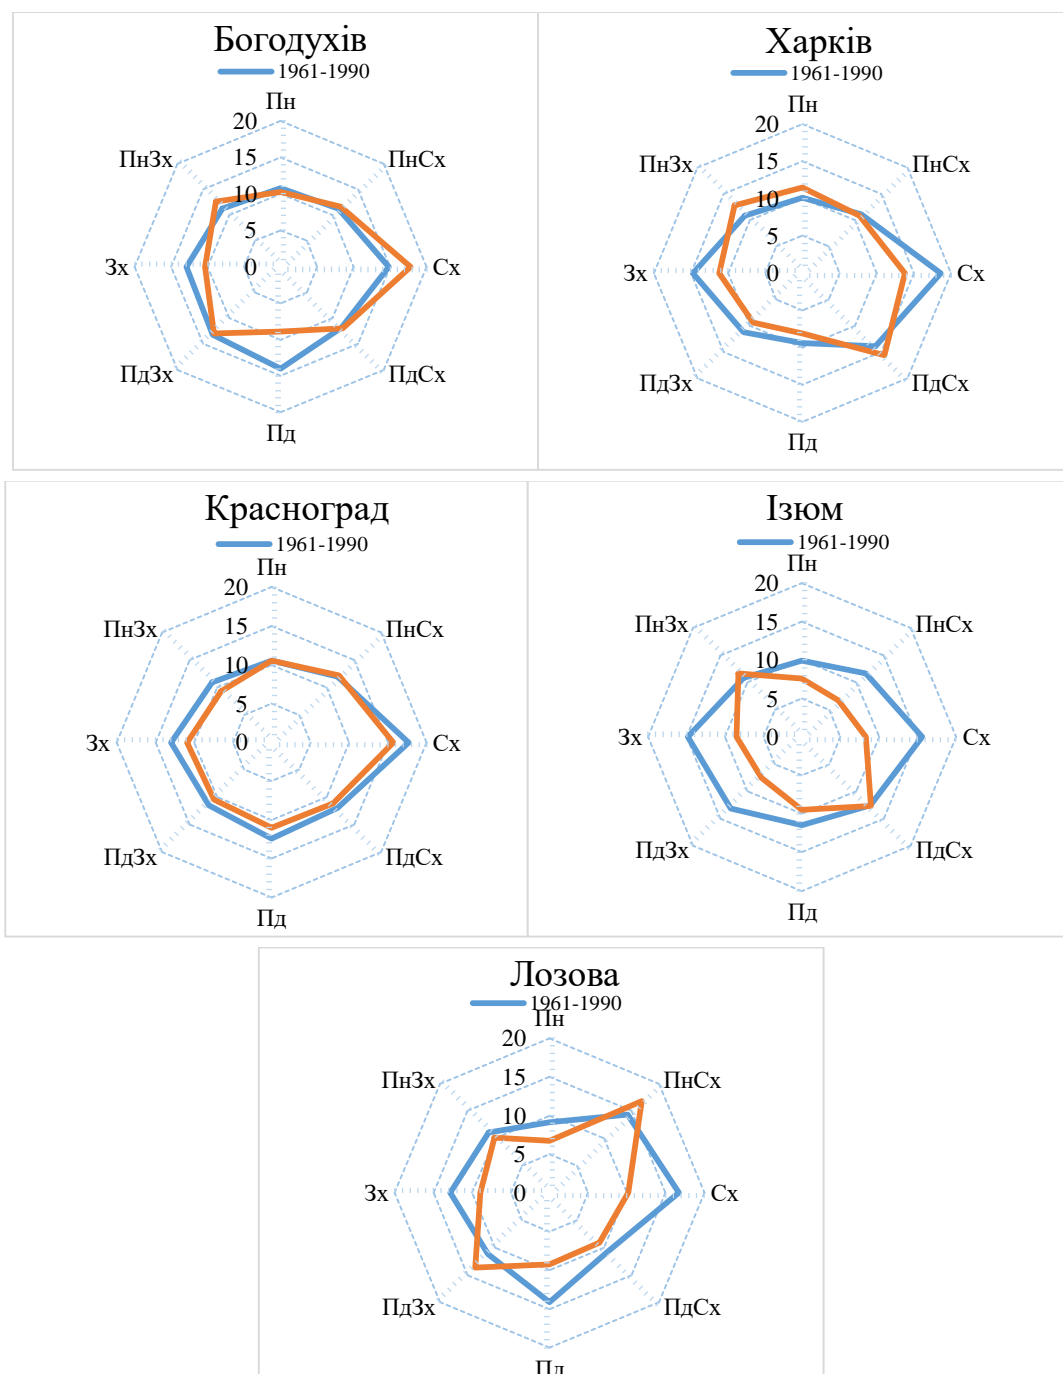 Богодухів
1961-1990
Пн
20
ПнЗх
15
ПнСх
10
5
Зх
0
Сх
ПдЗх
ПдСх
Пд
Харків
1961-1990
Пн
20
ПнЗх
15
ПнСх
10
5
Зх
0
Сх
ПдЗх
ПдСх
Пд
Красноград
1961-1990
Пн
20
ПнЗх
15
ПнСх
10
5
Зх
0
Сх
ПдЗх
ПдСх
Пд
Ізюм
1961-1990
Пн
20
ПнЗх
15
ПнСх
10
5
Зх
0
Сх
ПдЗх
ПдСх
Пд
Лозова
1961-1990
Пн
20
ПнЗх
15
ПнСх
10
5
Зх
0
Сх
ПдЗх
ПдСх
Пд